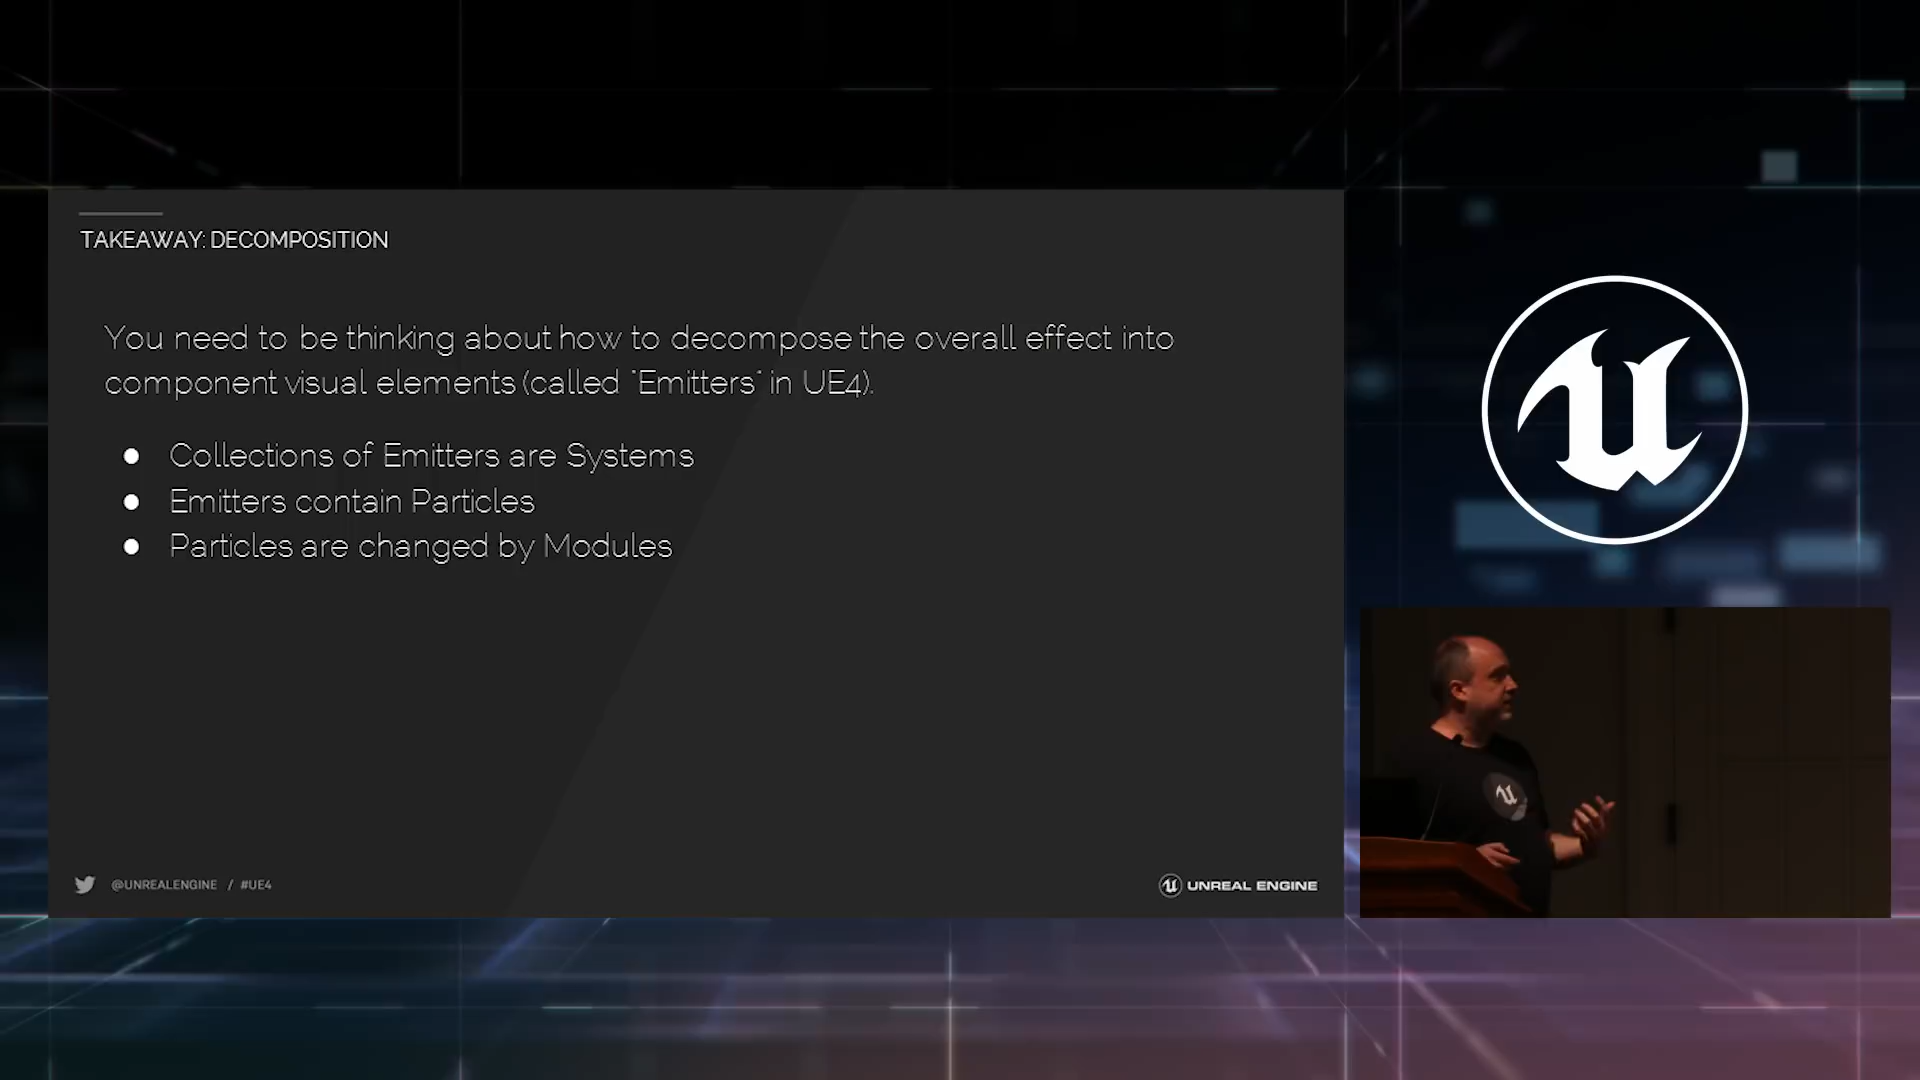 TAKEAWAY: DECOMPOSITION
You need to be thinking about how to decompose the overall effect into
component visual elements (called "Emitters" in UE4).
● Collections of Emitters are Systems
● Emitters contain Particles
● Particles are changed by Modules
@UNREALENGINE / #UE4
UNREAL ENGINE